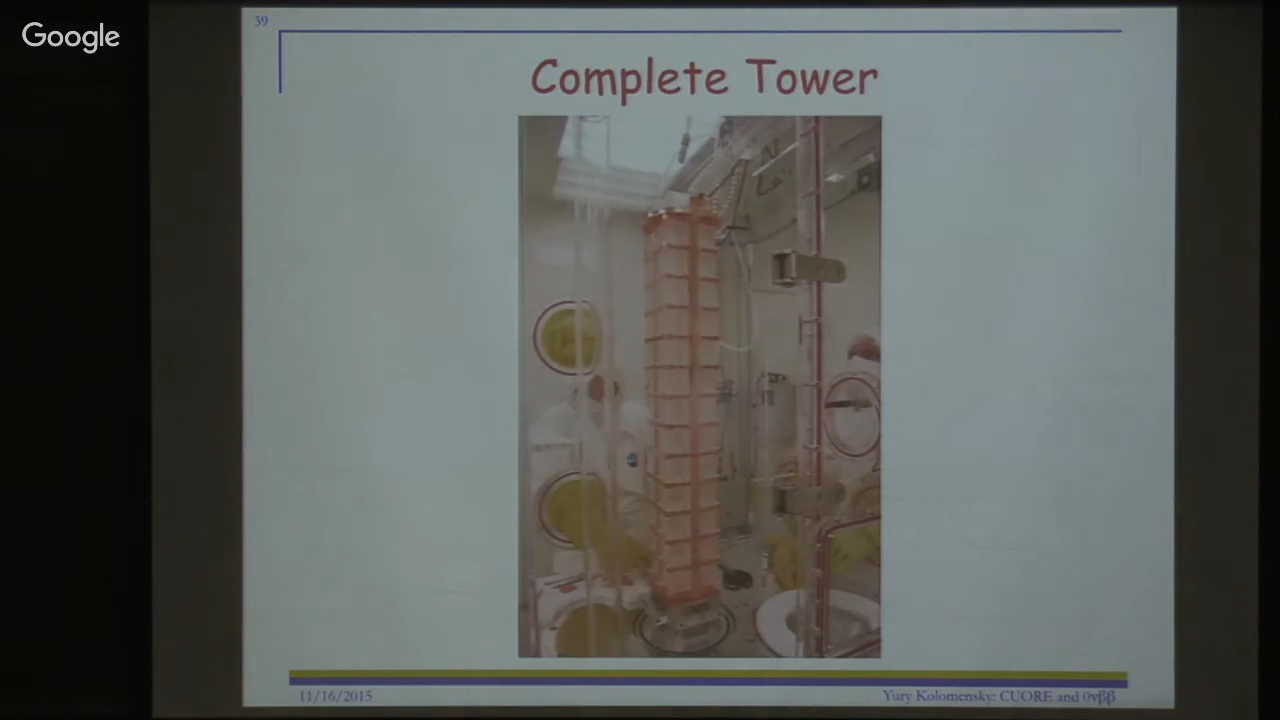 39
Google
Complete Tower
11/16/2015
Yury Kolomensky: CUORE and 0νββ